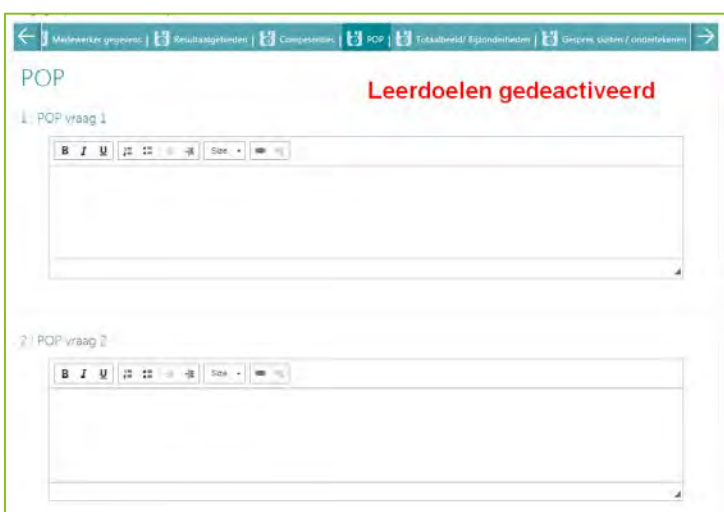 Medewerker gegevens | Resultaatgebieden | Competenties | POP | Totaalbeeld/ Bijzonderheden | Gesprek sluiten / ondertekenen
POP
Leerdoelen gedeactiveerd
1 / POP vraag 1
B I U Size
2 / POP vraag 2
B I U Size